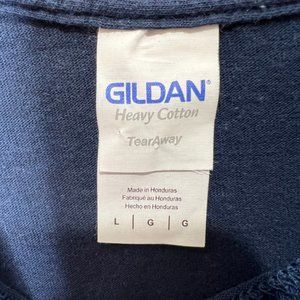 GILDAN®
Heavy Cotton
TearAway
Made in Honduras
Fabriqué au Honduras
Hecho en Honduras
L | G | G